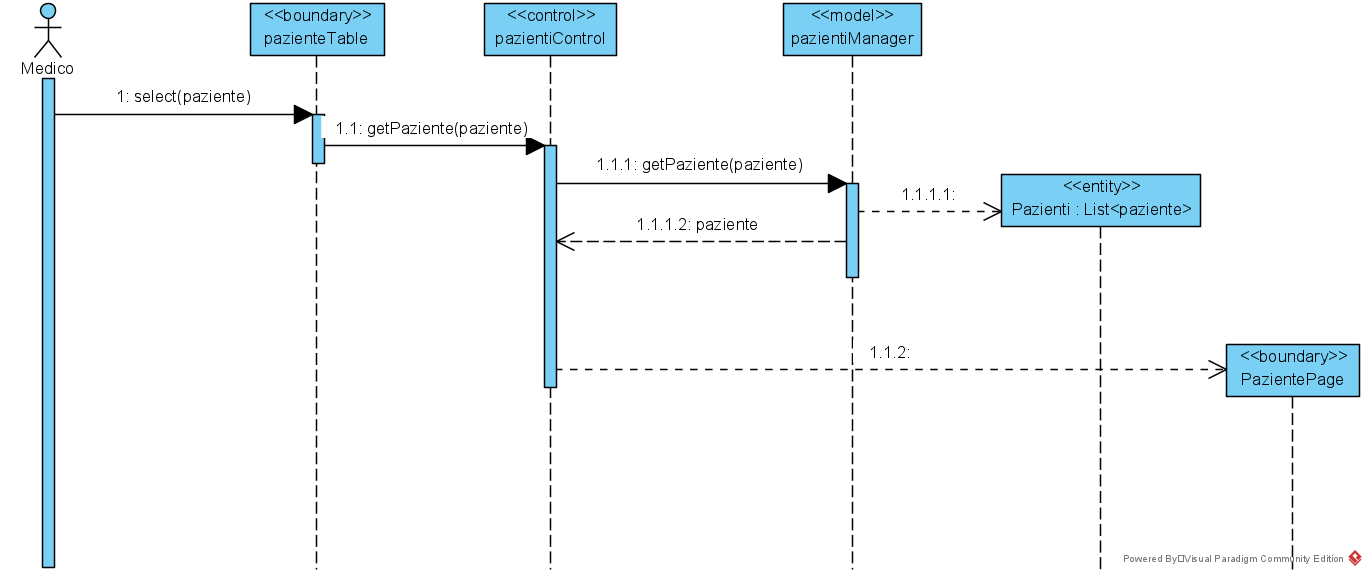 <<boundary>>
pazienteTable
<<control>>
pazientiControl
<<model>>
pazientiManager
Medico
1: select(paziente)
1.1: getPaziente(paziente)
1.1.1: getPaziente(paziente)
<<entity>>
Pazienti : List<paziente>
1.1.1.1:
1.1.1.2: paziente
1.1.2:
<<boundary>>
PazientePage
Powered By Visual Paradigm Community Edition